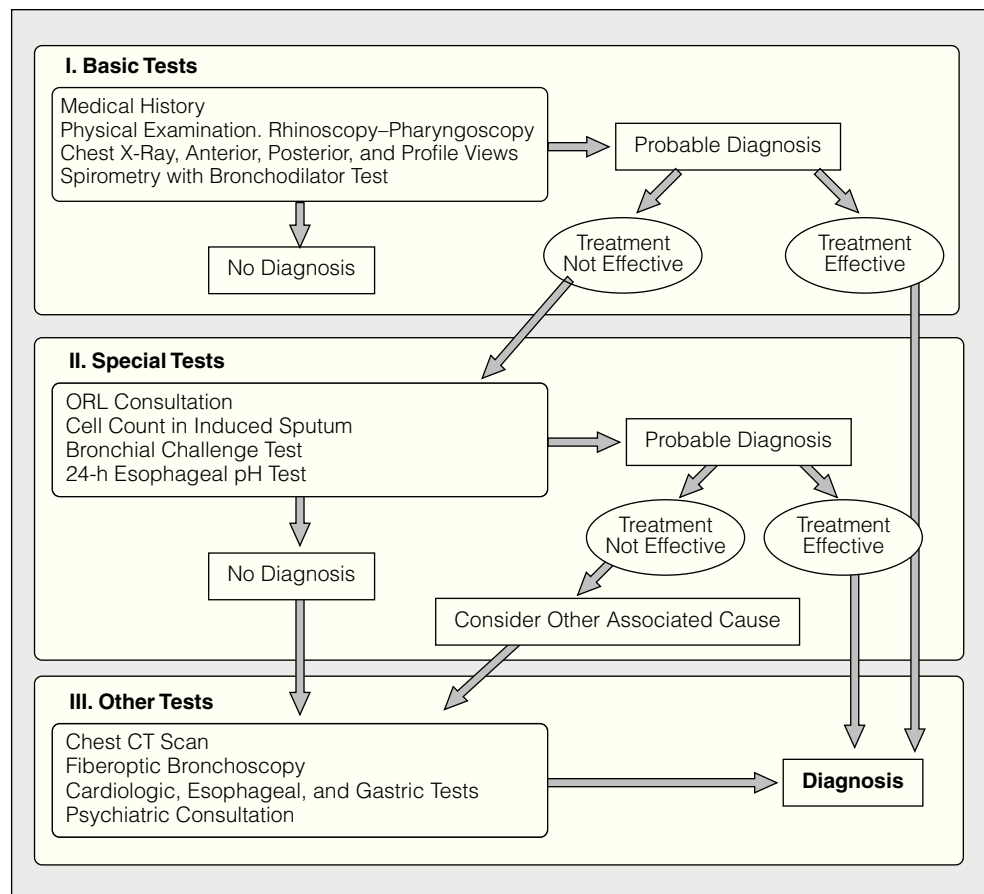 I. Basic Tests
Medical History
Physical Examination. Rhinoscopy–Pharyngoscopy
Chest X-Ray, Anterior, Posterior, and Profile Views
Spirometry with Bronchodilator Test
Probable Diagnosis
No Diagnosis
Treatment
Not Effective
Treatment
Effective
II. Special Tests
ORL Consultation
Cell Count in Induced Sputum
Bronchial Challenge Test
24-h Esophageal pH Test
Probable Diagnosis
No Diagnosis
Treatment
Not Effective
Treatment
Effective
Consider Other Associated Cause
III. Other Tests
Chest CT Scan
Fiberoptic Bronchoscopy
Cardiologic, Esophageal, and Gastric Tests
Psychiatric Consultation
Diagnosis